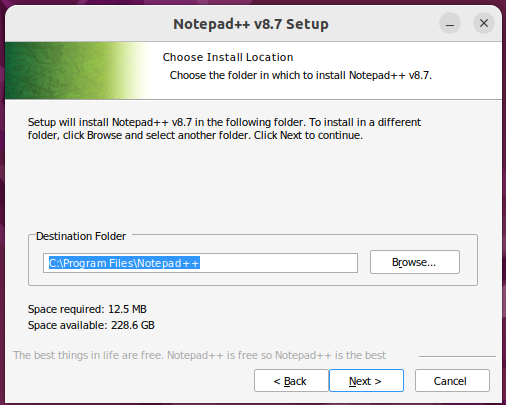 Notepad++ v8.7 Setup
Choose Install Location
Choose the folder in which to install Notepad++ v8.7.
Setup will install Notepad++ v8.7 in the following folder. To install in a different
folder, click Browse and select another folder. Click Next to continue.
Destination Folder
C:\Program Files\Notepad++
Browse...
Space required: 12.5 MB
Space available: 228.6 GB
The best things in life are free. Notepad++ is free so Notepad++ is the best
< Back
Next >
Cancel